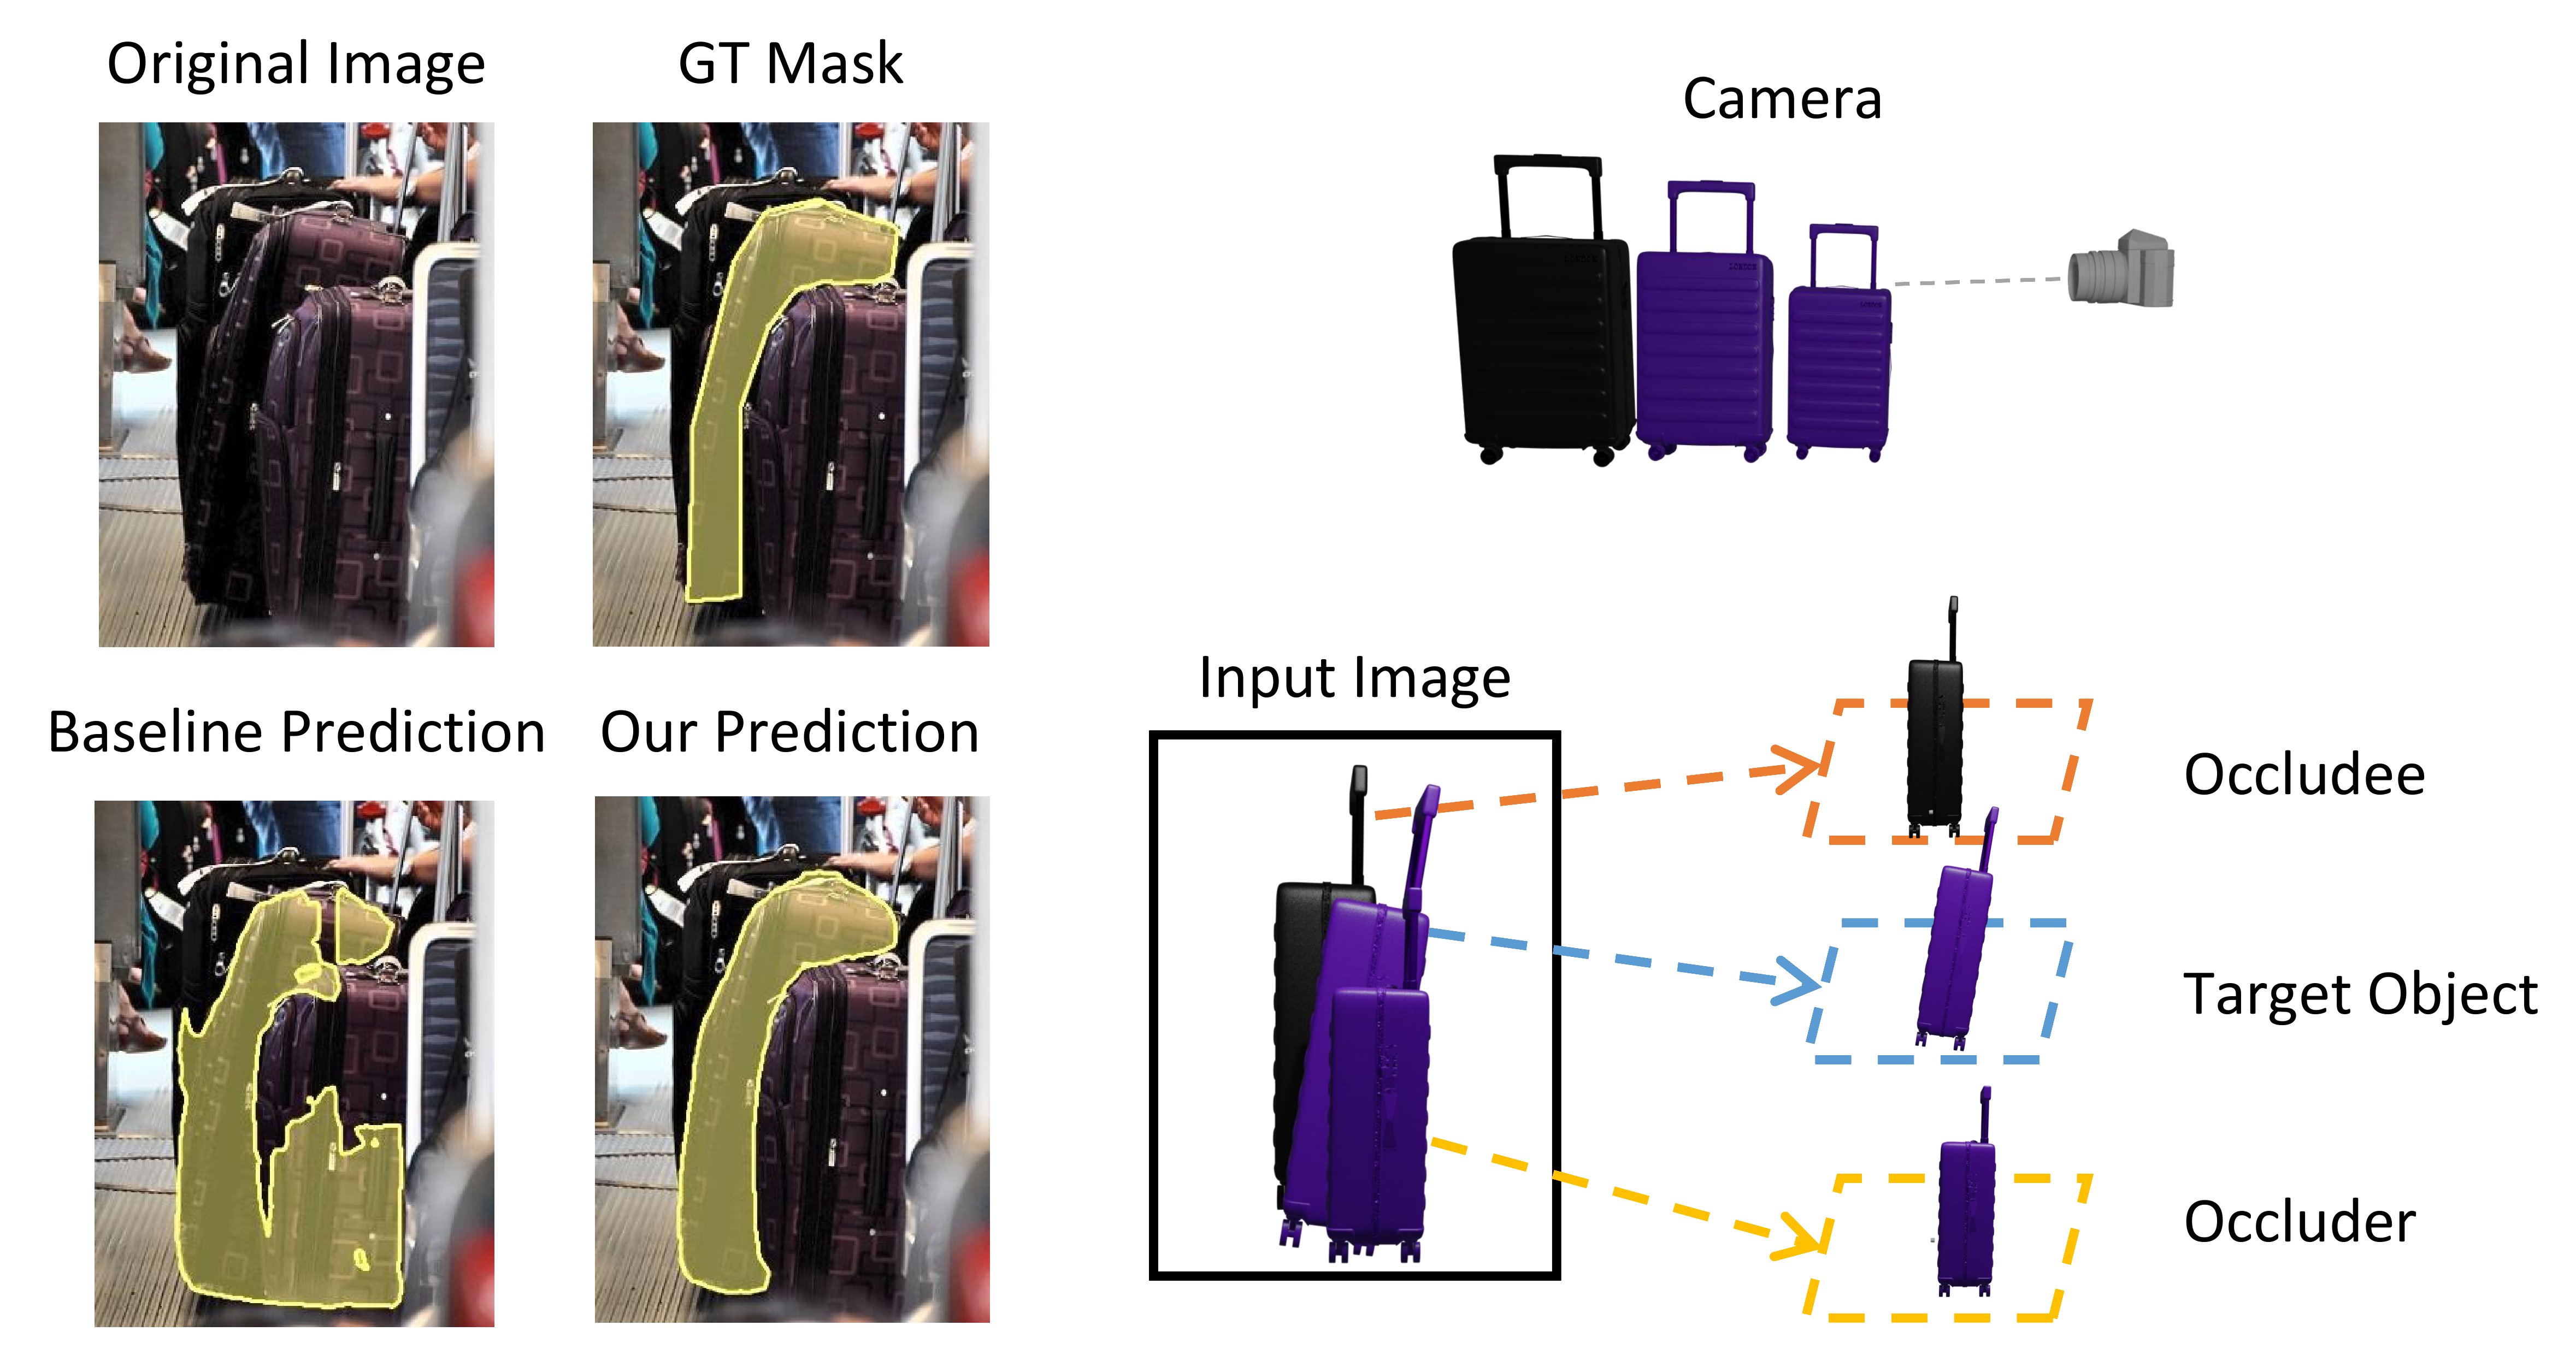 Original Image
GT Mask
Baseline Prediction
Our Prediction
Camera
Input Image
Occludee
Target Object
Occluder